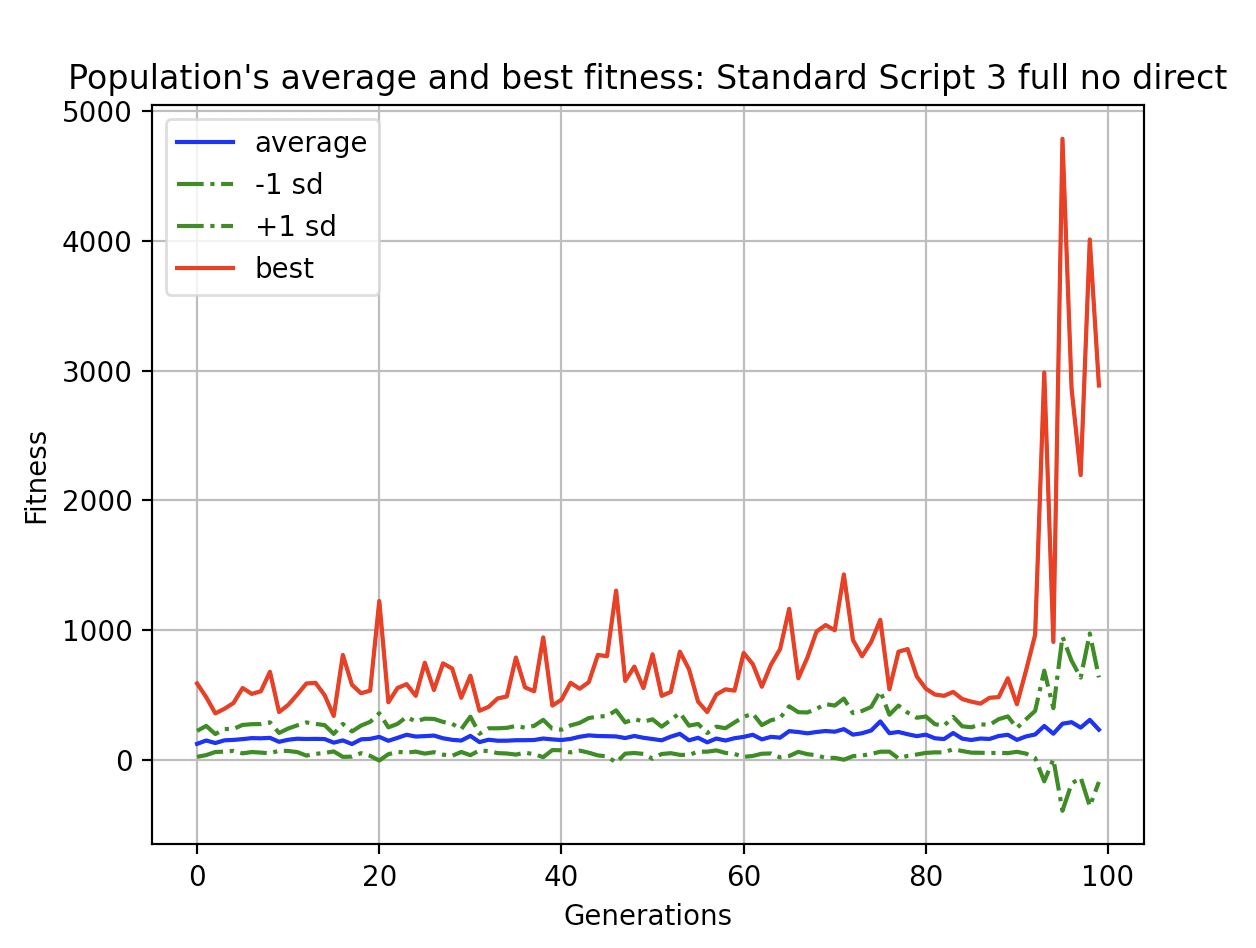 Population's average and best fitness: Standard Script 3 full no direct
5000
4000
3000
2000
1000
0
Fitness
average
-1 sd
+1 sd
best
0 20 40 60 80 100
Generations